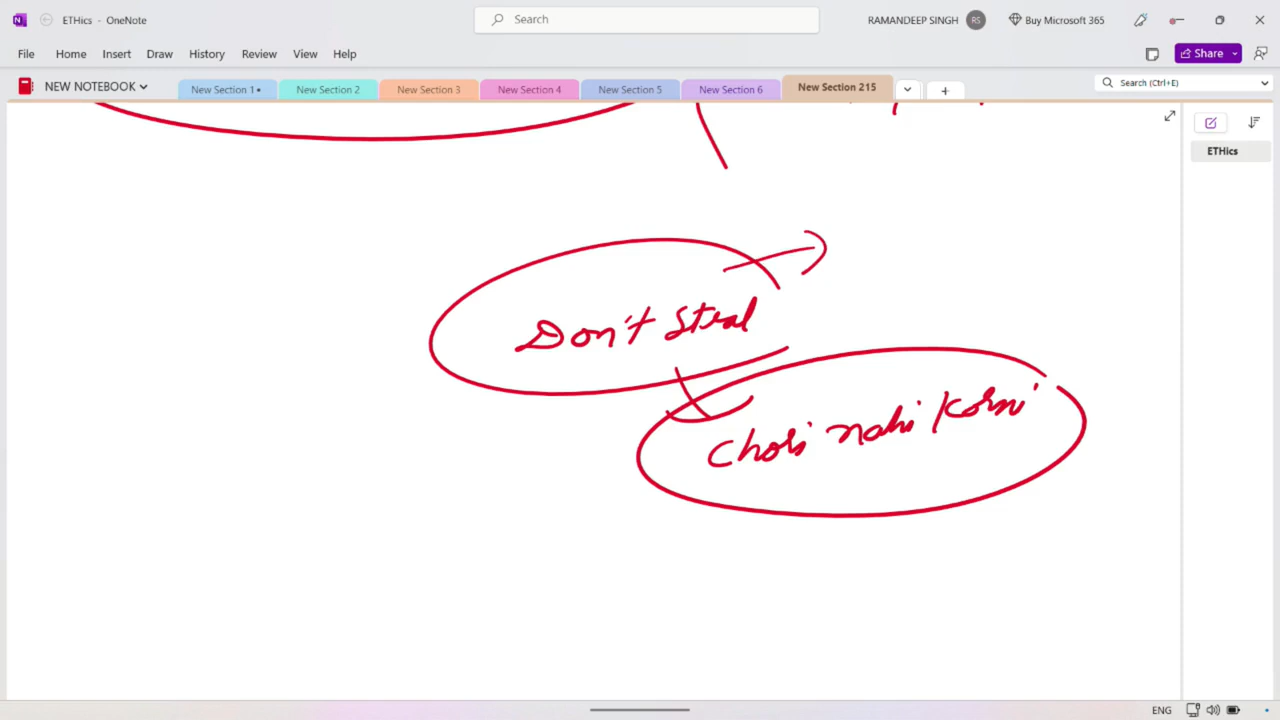 ETHics - OneNote
Search
RAMANDEEP SINGH RS
Buy Microsoft 365
File Home Insert Draw History Review View Help
Share
NEW NOTEBOOK
New Section 1 New Section 2 New Section 3 New Section 4 New Section 5 New Section 6 New Section 215
Search (Ctrl+E)
ETHics
Don't Steal
Chori nahi Karni
ENG